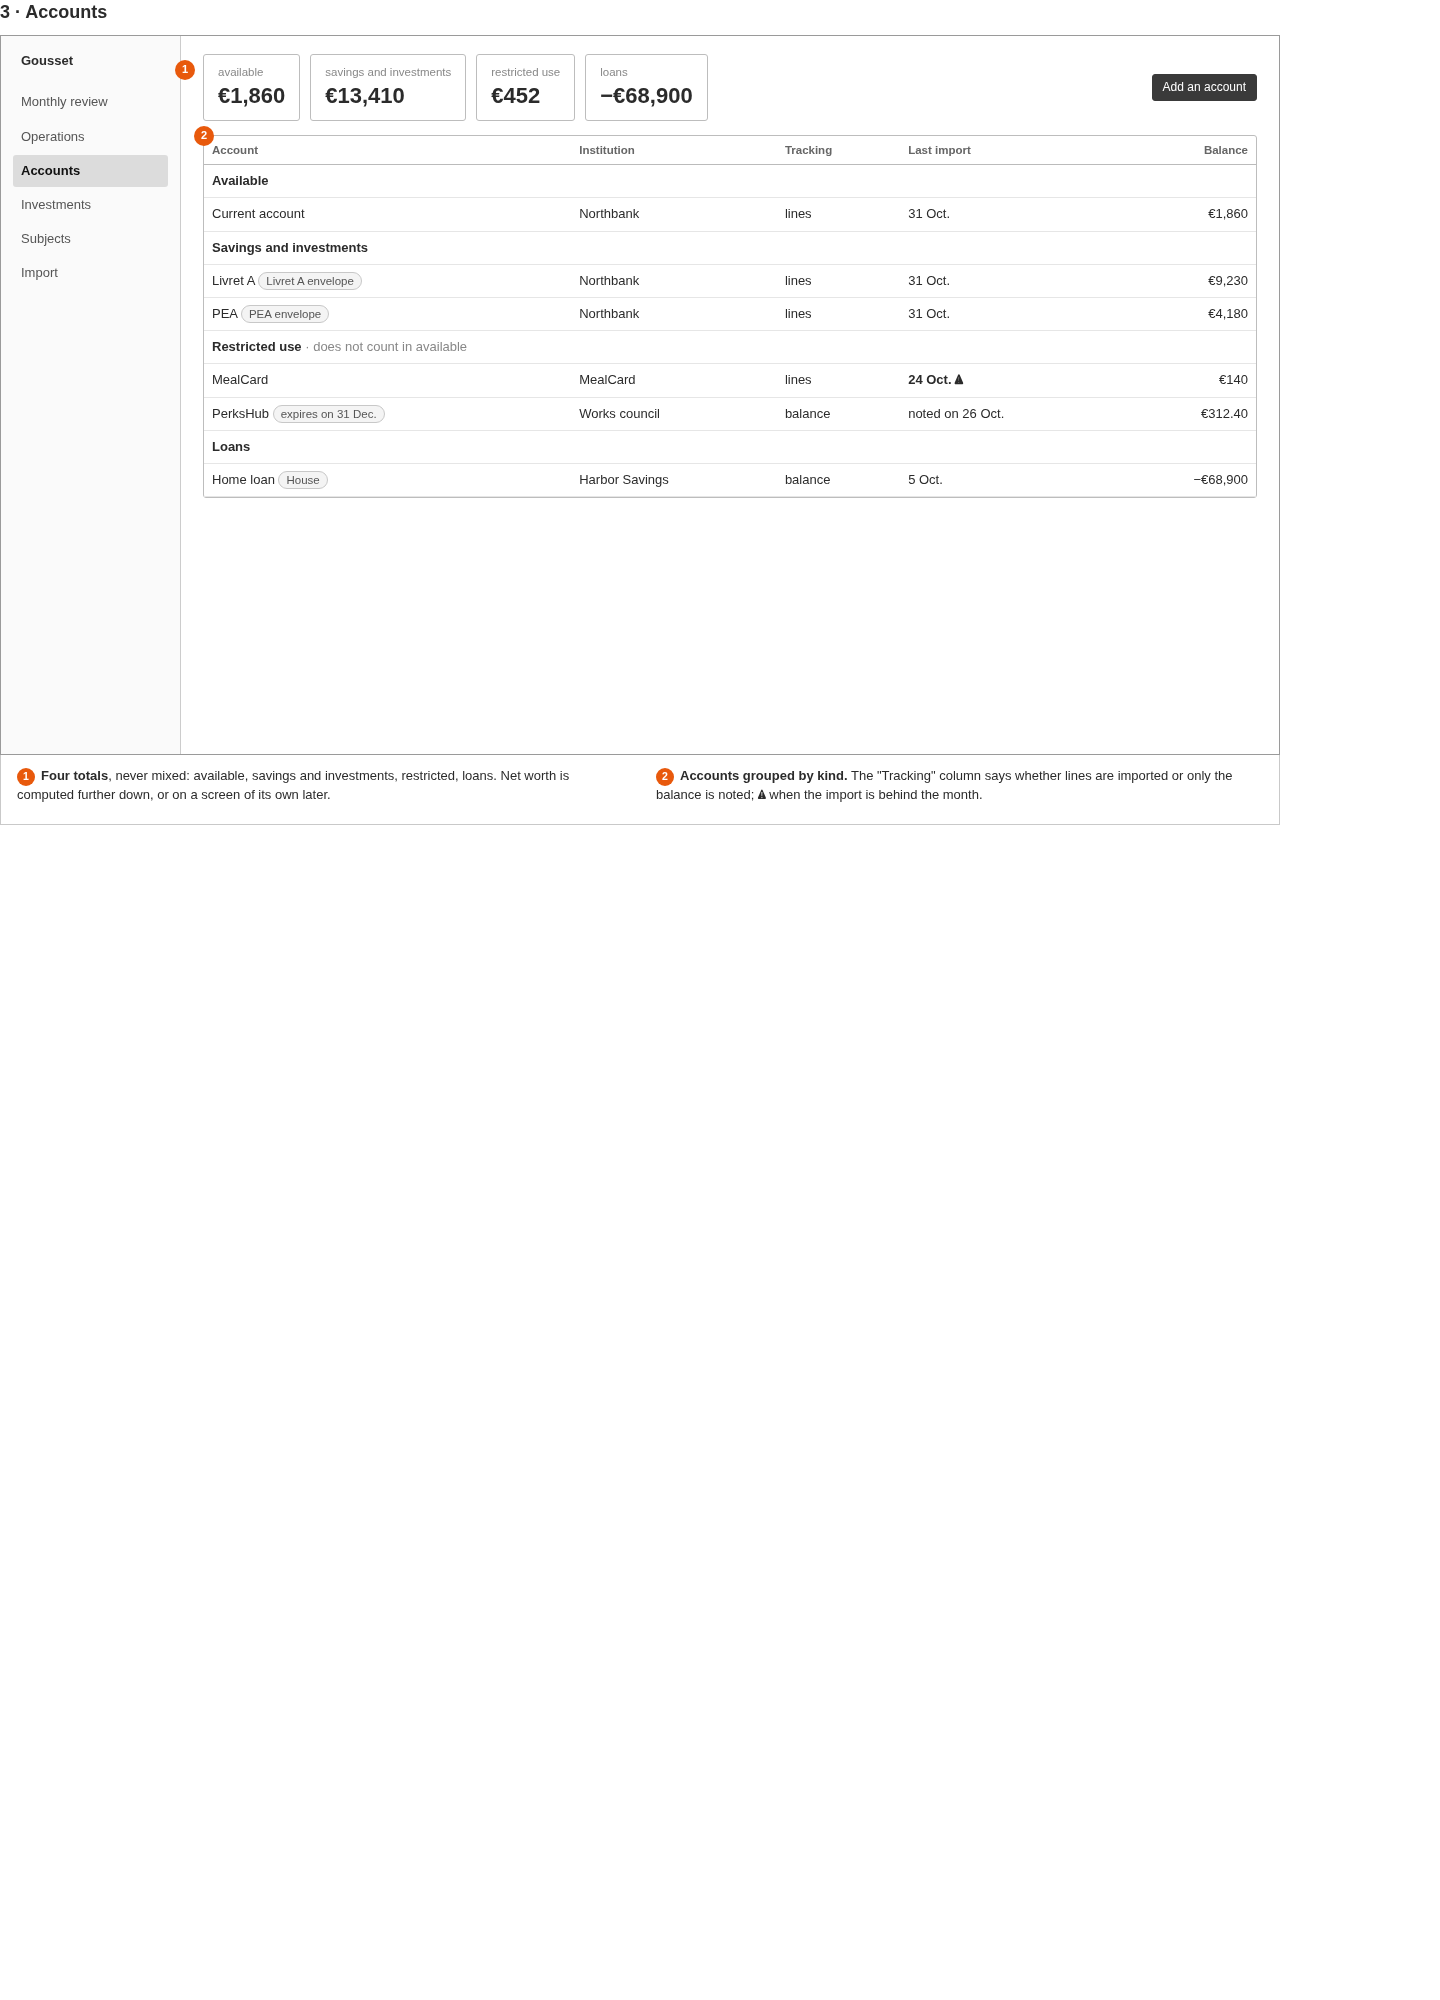 3 · Accounts
Gousset
Monthly review
Operations
Accounts
Investments
Subjects
Import
1
available
€1,860
savings and investments
€13,410
restricted use
€452
loans
−€68,900
Add an account
2
Account Institution Tracking Last import Balance
Available
Current account Northbank lines 31 Oct. €1,860
Savings and investments
Livret A Livret A envelope Northbank lines 31 Oct. €9,230
PEA PEA envelope Northbank lines 31 Oct. €4,180
Restricted use · does not count in available
MealCard MealCard lines 24 Oct. ⚠ €140
PerksHub expires on 31 Dec. Works council balance noted on 26 Oct. €312.40
Loans
Home loan House Harbor Savings balance 5 Oct. −€68,900
1 Four totals, never mixed: available, savings and investments, restricted, loans. Net worth is
computed further down, or on a screen of its own later.
2 Accounts grouped by kind. The "Tracking" column says whether lines are imported or only the
balance is noted; ⚠ when the import is behind the month.